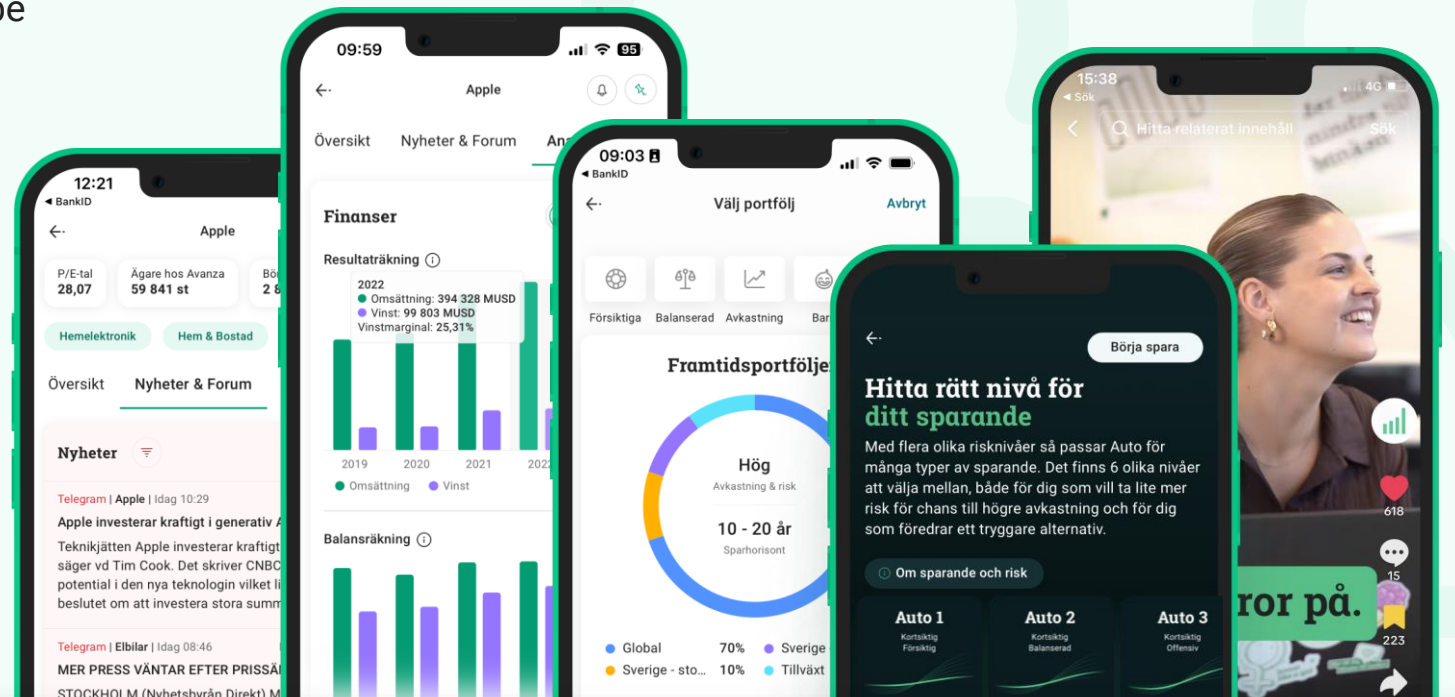 12:21
BankID
Apple
P/E-tal
28,07
Ägare hos Avanza
59 841 st
Hemelektronik
Hem & Bostad
Översikt
Nyheter & Forum
Nyheter
Telegram | Apple | Idag 10:29
Apple investerar kraftigt i generativ
Teknikjätten Apple investerar kraftigt
säger vd Tim Cook. Det skriver CNBC
potential i den nya teknologin vilket
beslutet om att investera stora
Telegram | Elbilar | Idag 08:46
MER PRESS VÄNTAR EFTER
STOCKHOLM (Nyhetsbyrån Direkt)
09:59
95
Apple
Översikt
Nyheter & Forum
Finanser
Resultaträkning
2022
Omsättning: 394 328 MUSD
Vinst: 99 803 MUSD
Vinstmarginal: 25,31%
2019
2020
2021
2022
Omsättning
Vinst
Balansräkning
09:03
BankID
Välj portfölj
Avbryt
Försiktiga
Balanserad
Avkastning
Framtidsportföljen
Hög
Avkastning & risk
10 - 20 år
Sparhorisont
Global 70%
Sverige
Sverige - sto... 10%
Tillväxt
Börja spara
Hitta rätt nivå för
ditt sparande
Med flera olika risknivåer så passar Auto för
många typer av sparande. Det finns 6 olika nivåer
att välja mellan, både för dig som vill ta lite mer
risk för chans till högre avkastning och för dig
som föredrar ett tryggare alternativ.
Om sparande och risk
Auto 1
Kortsiktig
Försiktig
Auto 2
Kortsiktig
Balanserad
Auto 3
Kortsiktig
Offensiv
15:38
Sök
4G
Hitta relaterat innehåll
Sök
618
15
223
ror på.